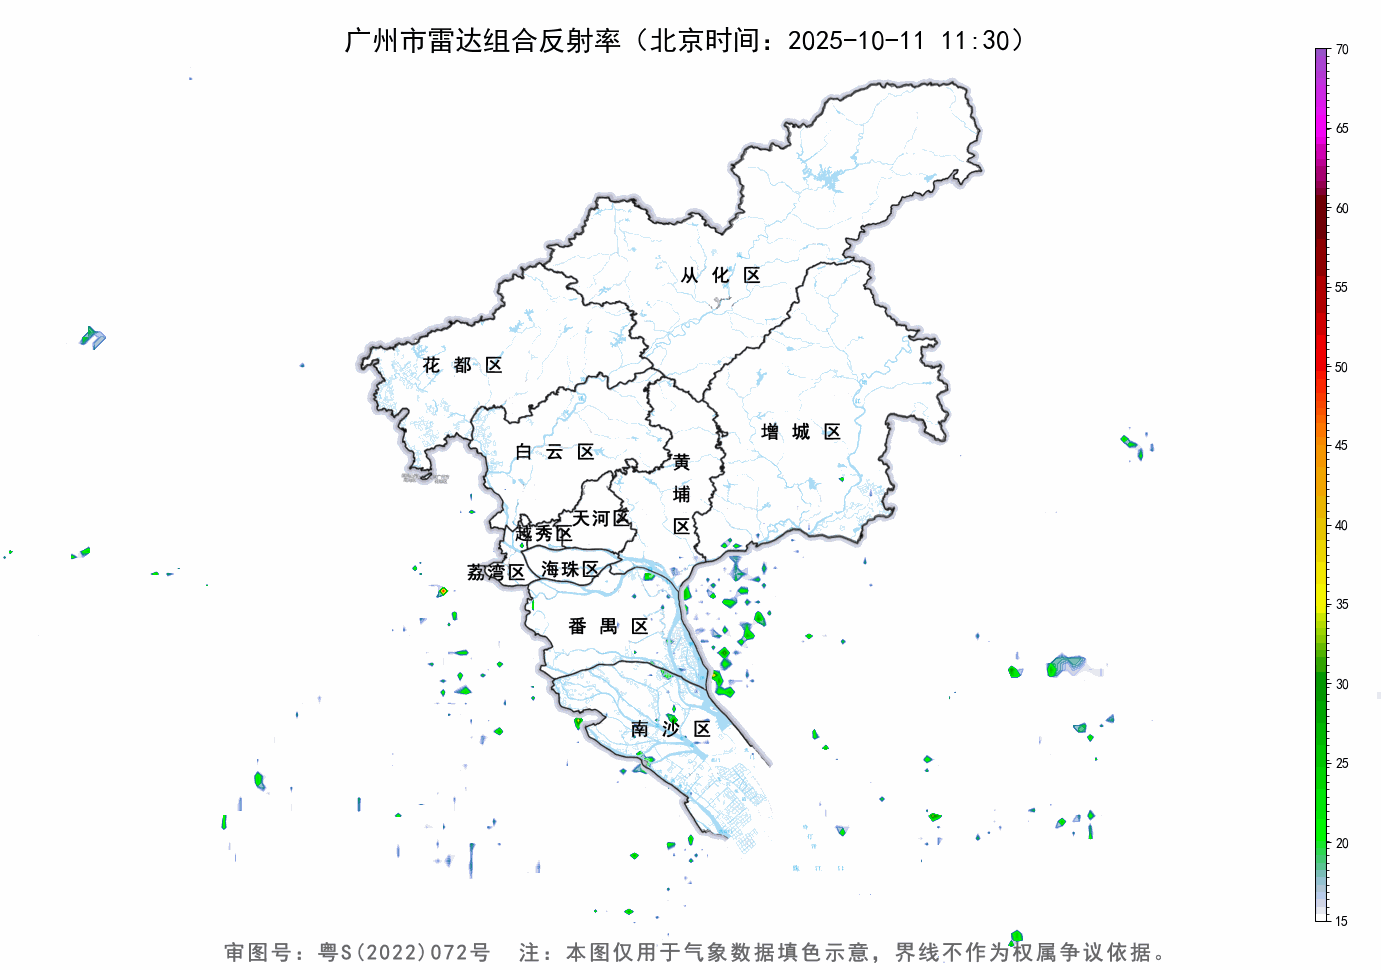 广州市雷达组合反射率（北京时间：2025-10-11 11:30）
70
65
60
55
50
45
40
35
30
25
20
15
从化区
花都区
增城区
白云区
黄埔区
天河区
越秀区
海珠区
荔湾区
番禺区
南沙区
审图号：粤S(2022)072号 注：本图仅用于气象数据填色示意，界线不作为权属争议依据。